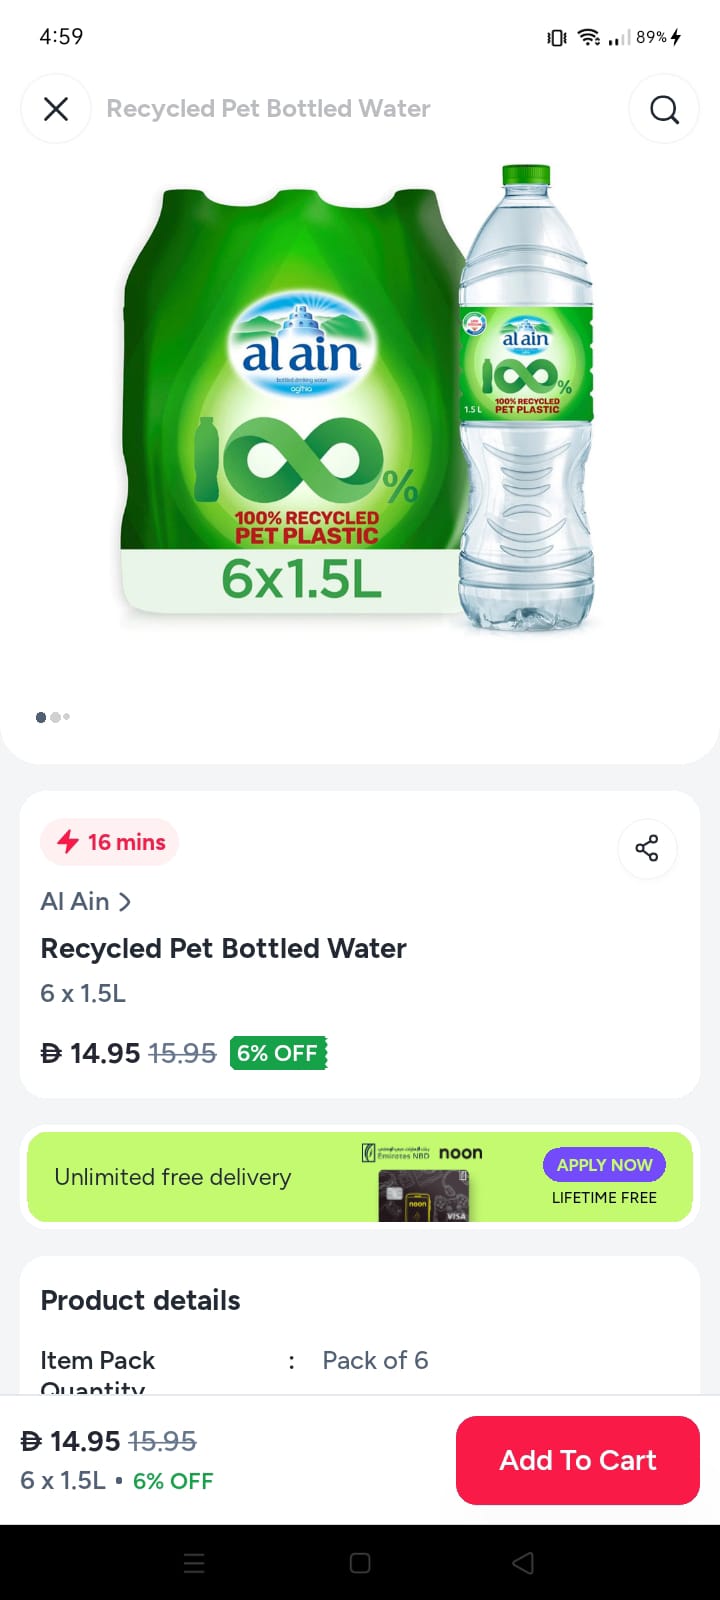 4:59
89%
Recycled Pet Bottled Water
al ain
bottled drinking water
agthia
100%
100% RECYCLED
PET PLASTIC
6x1.5L
al ain
100%
100% RECYCLED
1.5 L PET PLASTIC
16 mins
Al Ain
Recycled Pet Bottled Water
6 x 1.5L
14.95 15.95 6% OFF
Unlimited free delivery
Emirates NBD noon
noon
VISA
APPLY NOW
LIFETIME FREE
Product details
Item Pack : Pack of 6
Quantity
14.95 15.95
6 x 1.5L • 6% OFF
Add To Cart